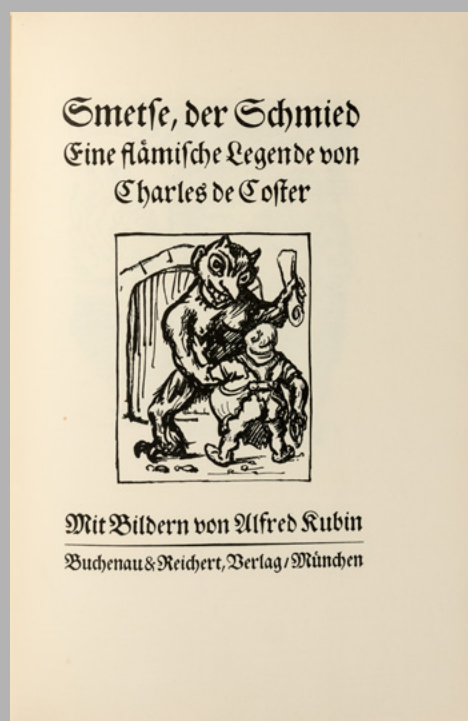 Smetse, der Schmied
Eine flämische Legende von
Charles de Coster
Mit Bildern von Alfred Kubin
Buchenau & Reichert, Verlag / München